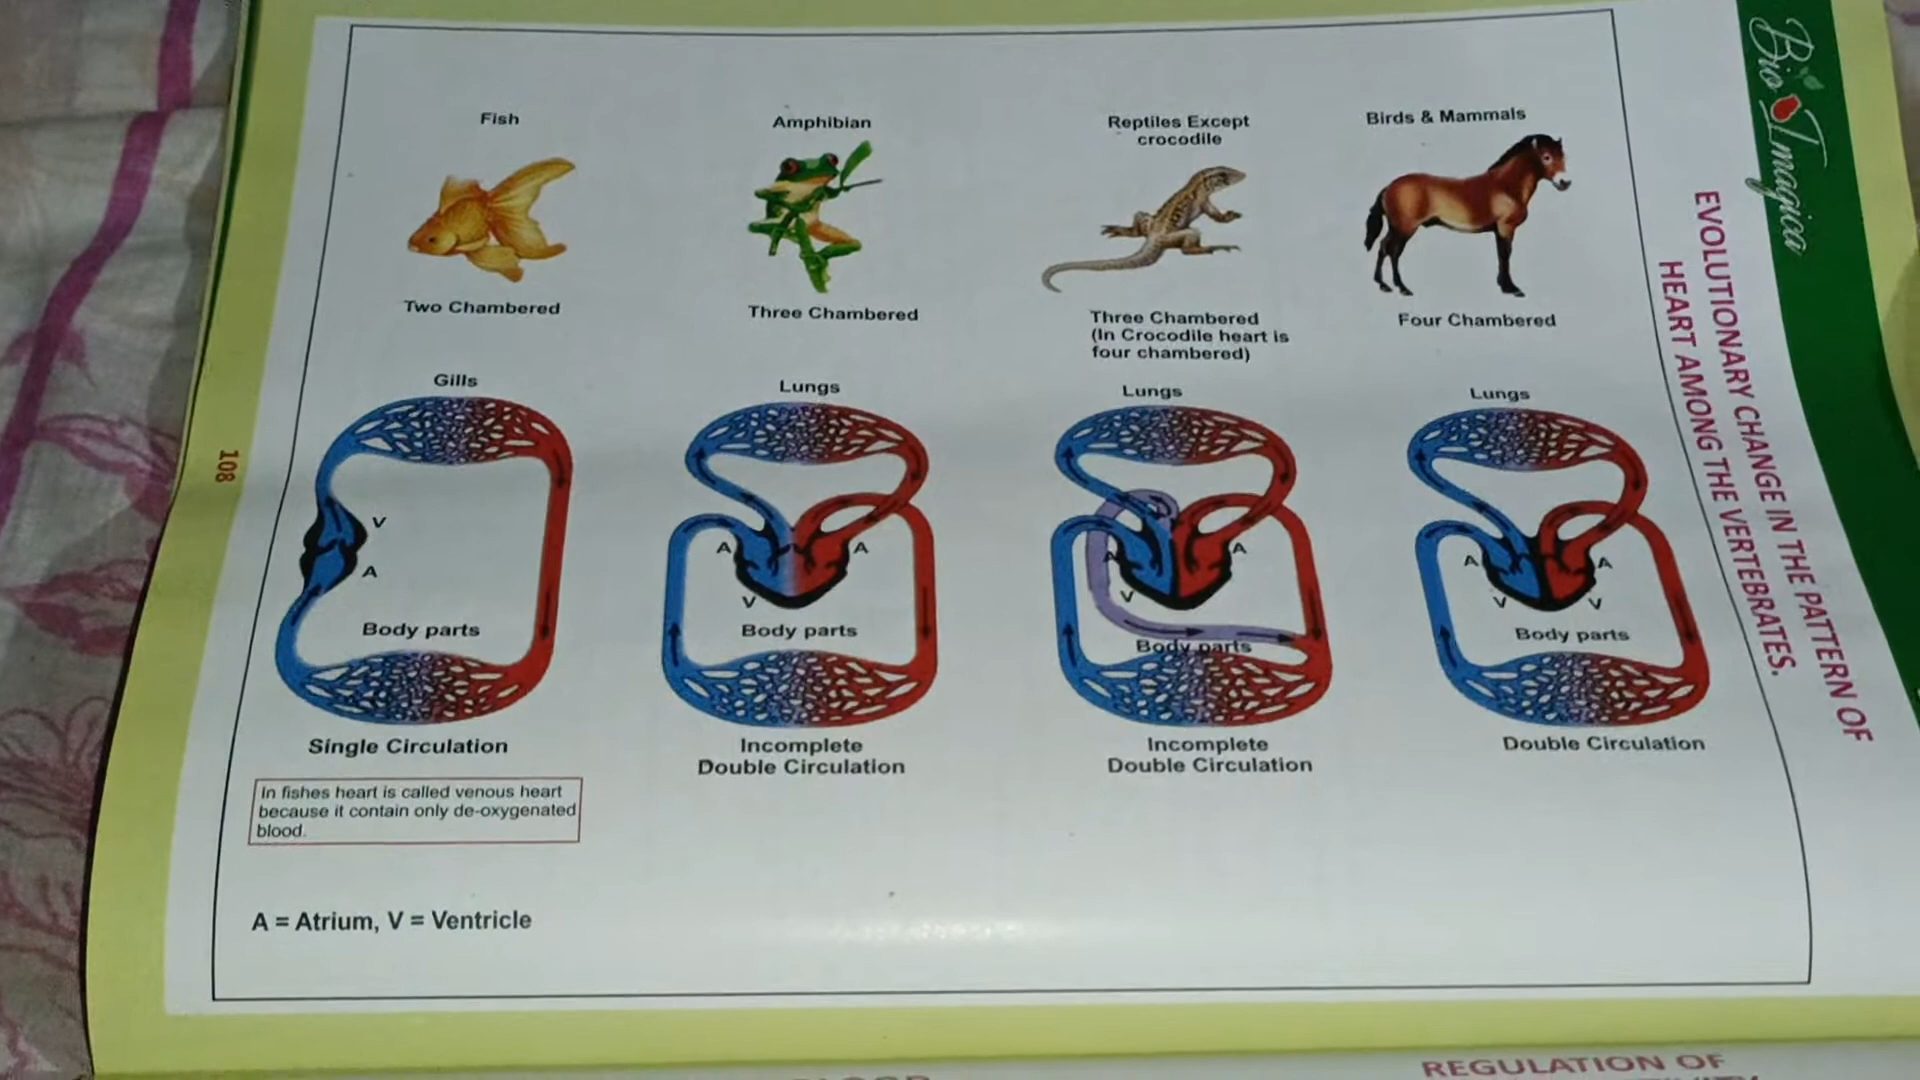 Bio Imagica
EVOLUTIONARY CHANGE IN THE PATTERN OF
HEART AMONG THE VERTEBRATES.
Fish
Amphibian
Reptiles Except
crocodile
Birds & Mammals
Two Chambered
Three Chambered
Three Chambered
(In Crocodile heart is
four chambered)
Four Chambered
Gills
Lungs
Lungs
Lungs
V
A
A
A
V
A
A
V
A
A
V
V
Body parts
Body parts
Body parts
Body parts
Single Circulation
Incomplete
Double Circulation
Incomplete
Double Circulation
Double Circulation
In fishes heart is called venous heart
because it contain only de-oxygenated
blood.
A = Atrium, V = Ventricle
108
REGULATION OF